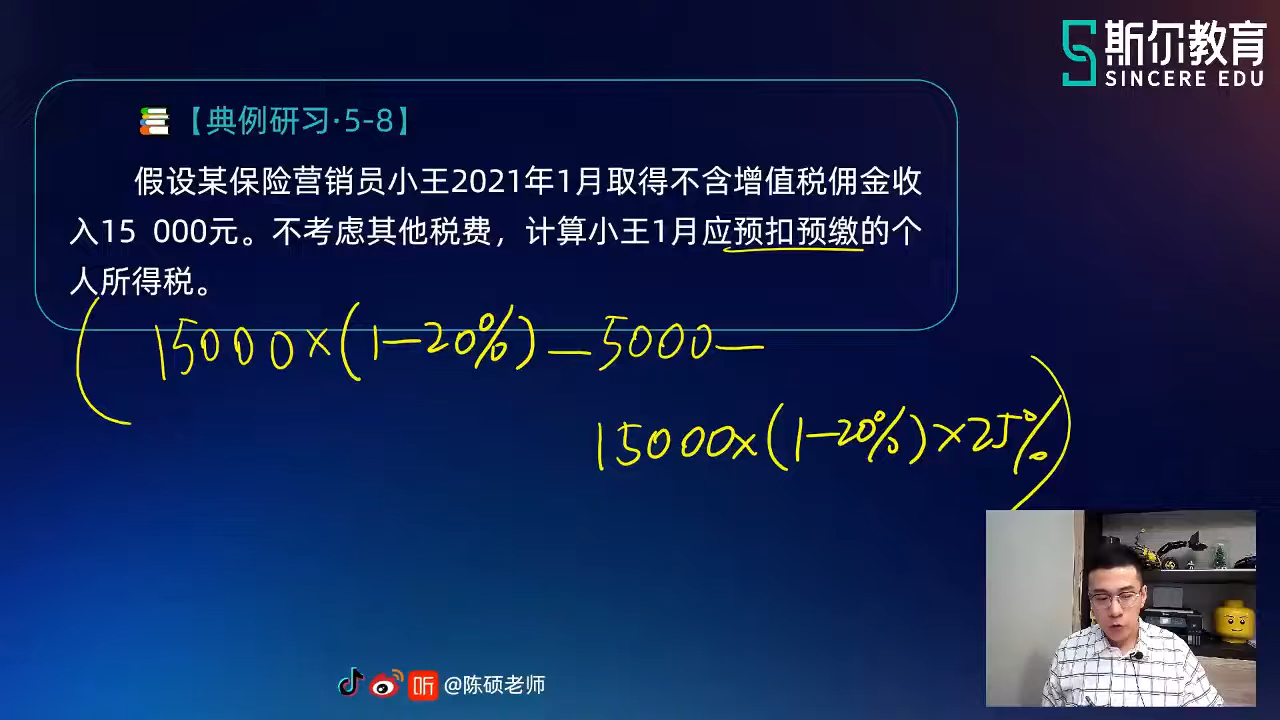 斯尔教育
SINCERE EDU
【典例研习·5-8】
假设某保险营销员小王2021年1月取得不含增值税佣金收
入15 000元。不考虑其他税费，计算小王1月应预扣预缴的个
人所得税。
(15000×(1-20%)-5000-
15000×(1-20%)×25%)
听 @陈硕老师